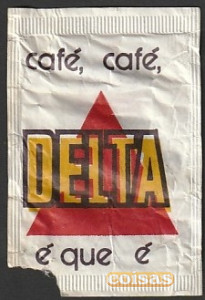 café, café,
DELTA
é que é
coisas